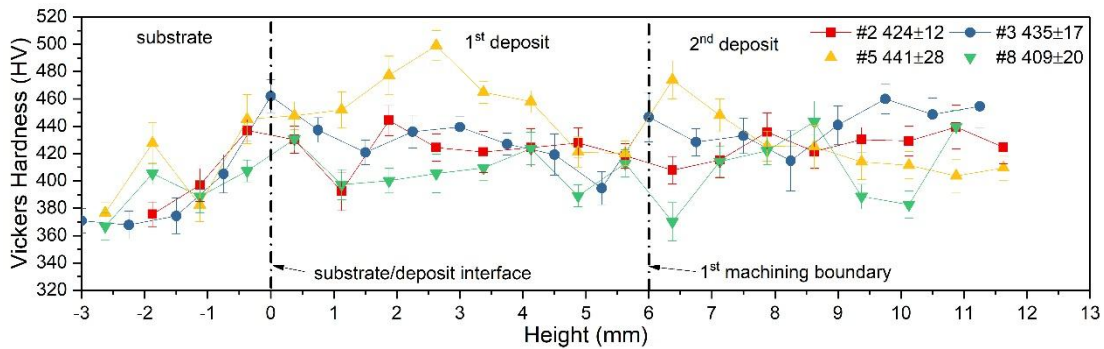 substrate
1st deposit
2nd deposit
#2 424±12
#3 435±17
#5 441±28
#8 409±20
Vickers Hardness (HV)
520
500
480
460
440
420
400
380
360
340
320
substrate/deposit interface
1st machining boundary
-3 -2 -1 0 1 2 3 4 5 6 7 8 9 10 11 12 13
Height (mm)